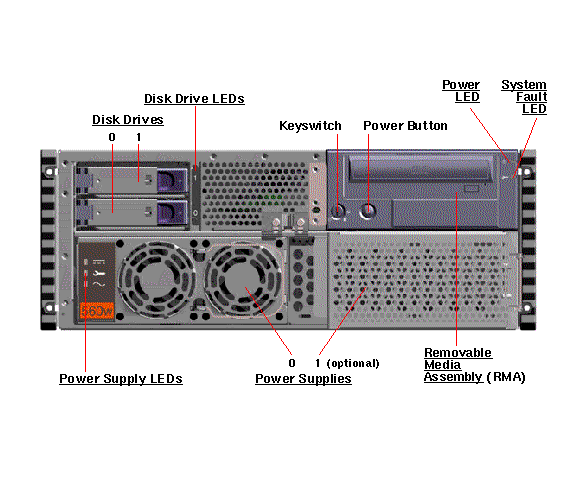 Power
LED
System
Fault
LED
Disk Drive LEDs
Disk Drives
0 1
Keyswitch
Power Button
560w
0 1 (optional)
Power Supplies
Power Supply LEDs
Removable
Media
Assembly (RMA)